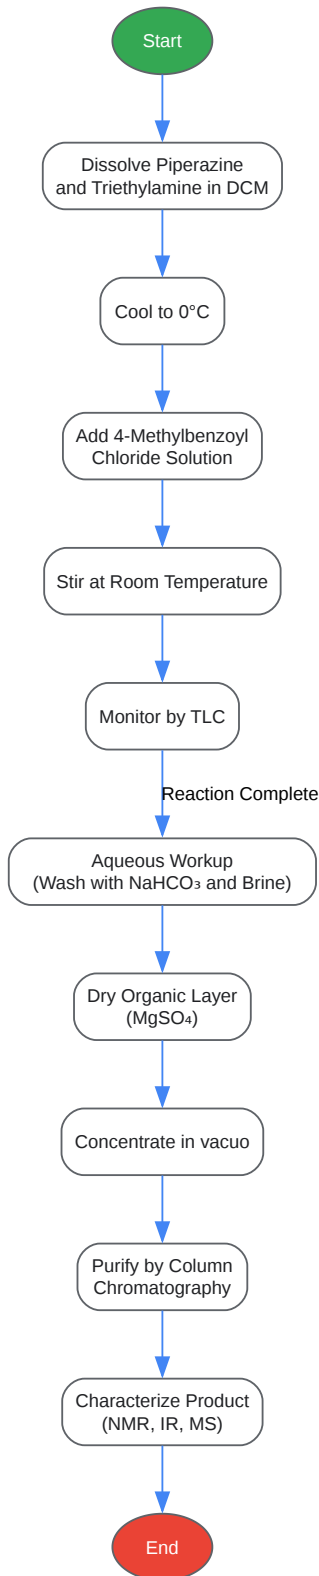 Start
Dissolve Piperazine
and Triethylamine in DCM
Cool to 0°C
Add 4-Methylbenzoyl
Chloride Solution
Stir at Room Temperature
Monitor by TLC
Reaction Complete
Aqueous Workup
(Wash with NaHCO₃ and Brine)
Dry Organic Layer
(MgSO₄)
Concentrate in vacuo
Purify by Column
Chromatography
Characterize Product
(NMR, IR, MS)
End